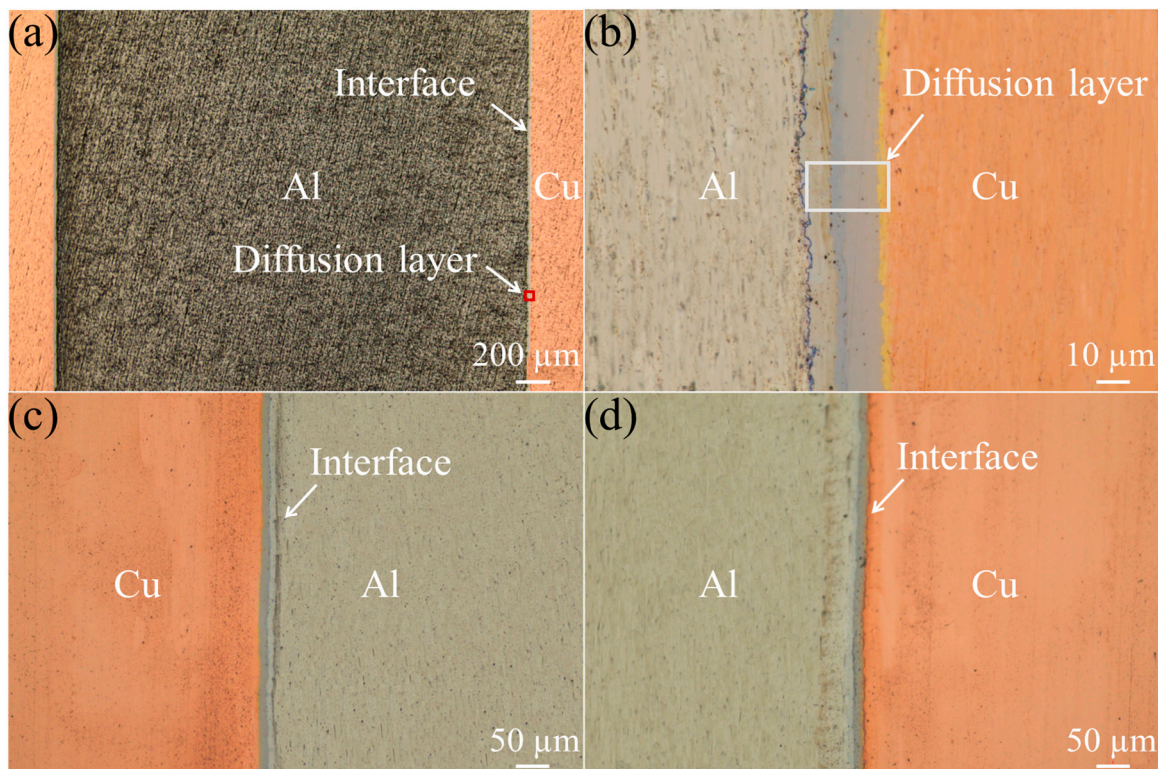 (a)
Interface
Al
Cu
Diffusion layer
200 µm
(b)
Diffusion layer
Al
Cu
10 µm
(c)
Interface
Cu
Al
50 µm
(d)
Interface
Al
Cu
50 µm